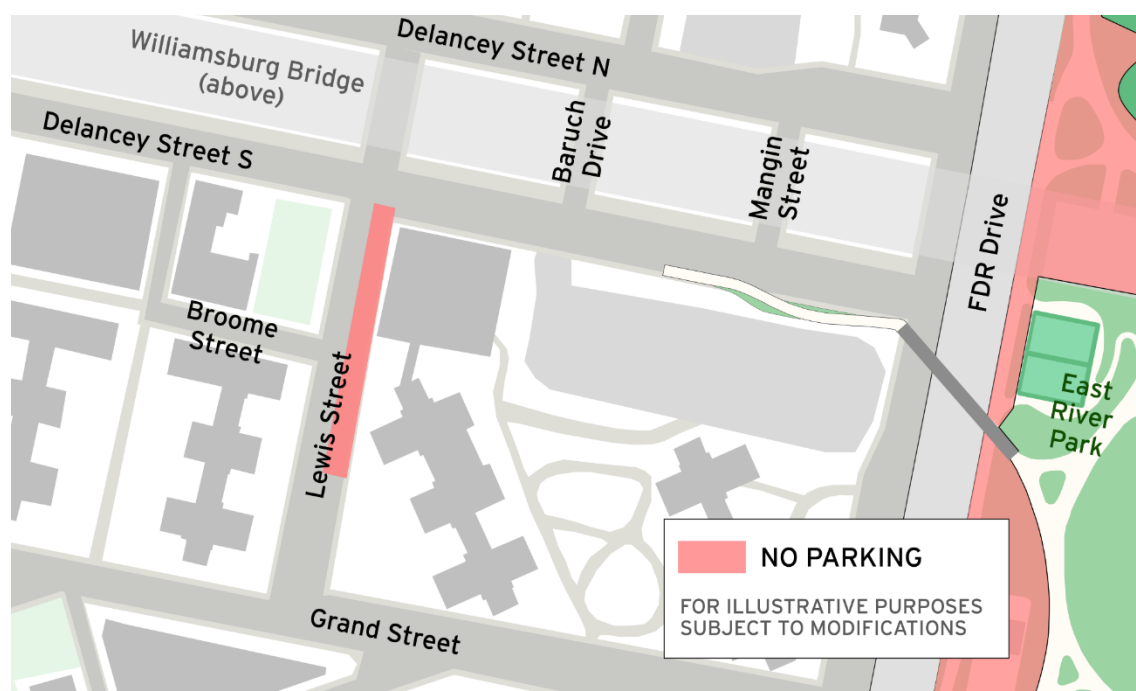 Delancey Street N
Williamsburg Bridge
(above)
Delancey Street S
Baruch
Drive
Mangin
Street
FDR Drive
Broome
Street
Lewis Street
East
River
Park
Grand Street
NO PARKING
FOR ILLUSTRATIVE PURPOSES
SUBJECT TO MODIFICATIONS